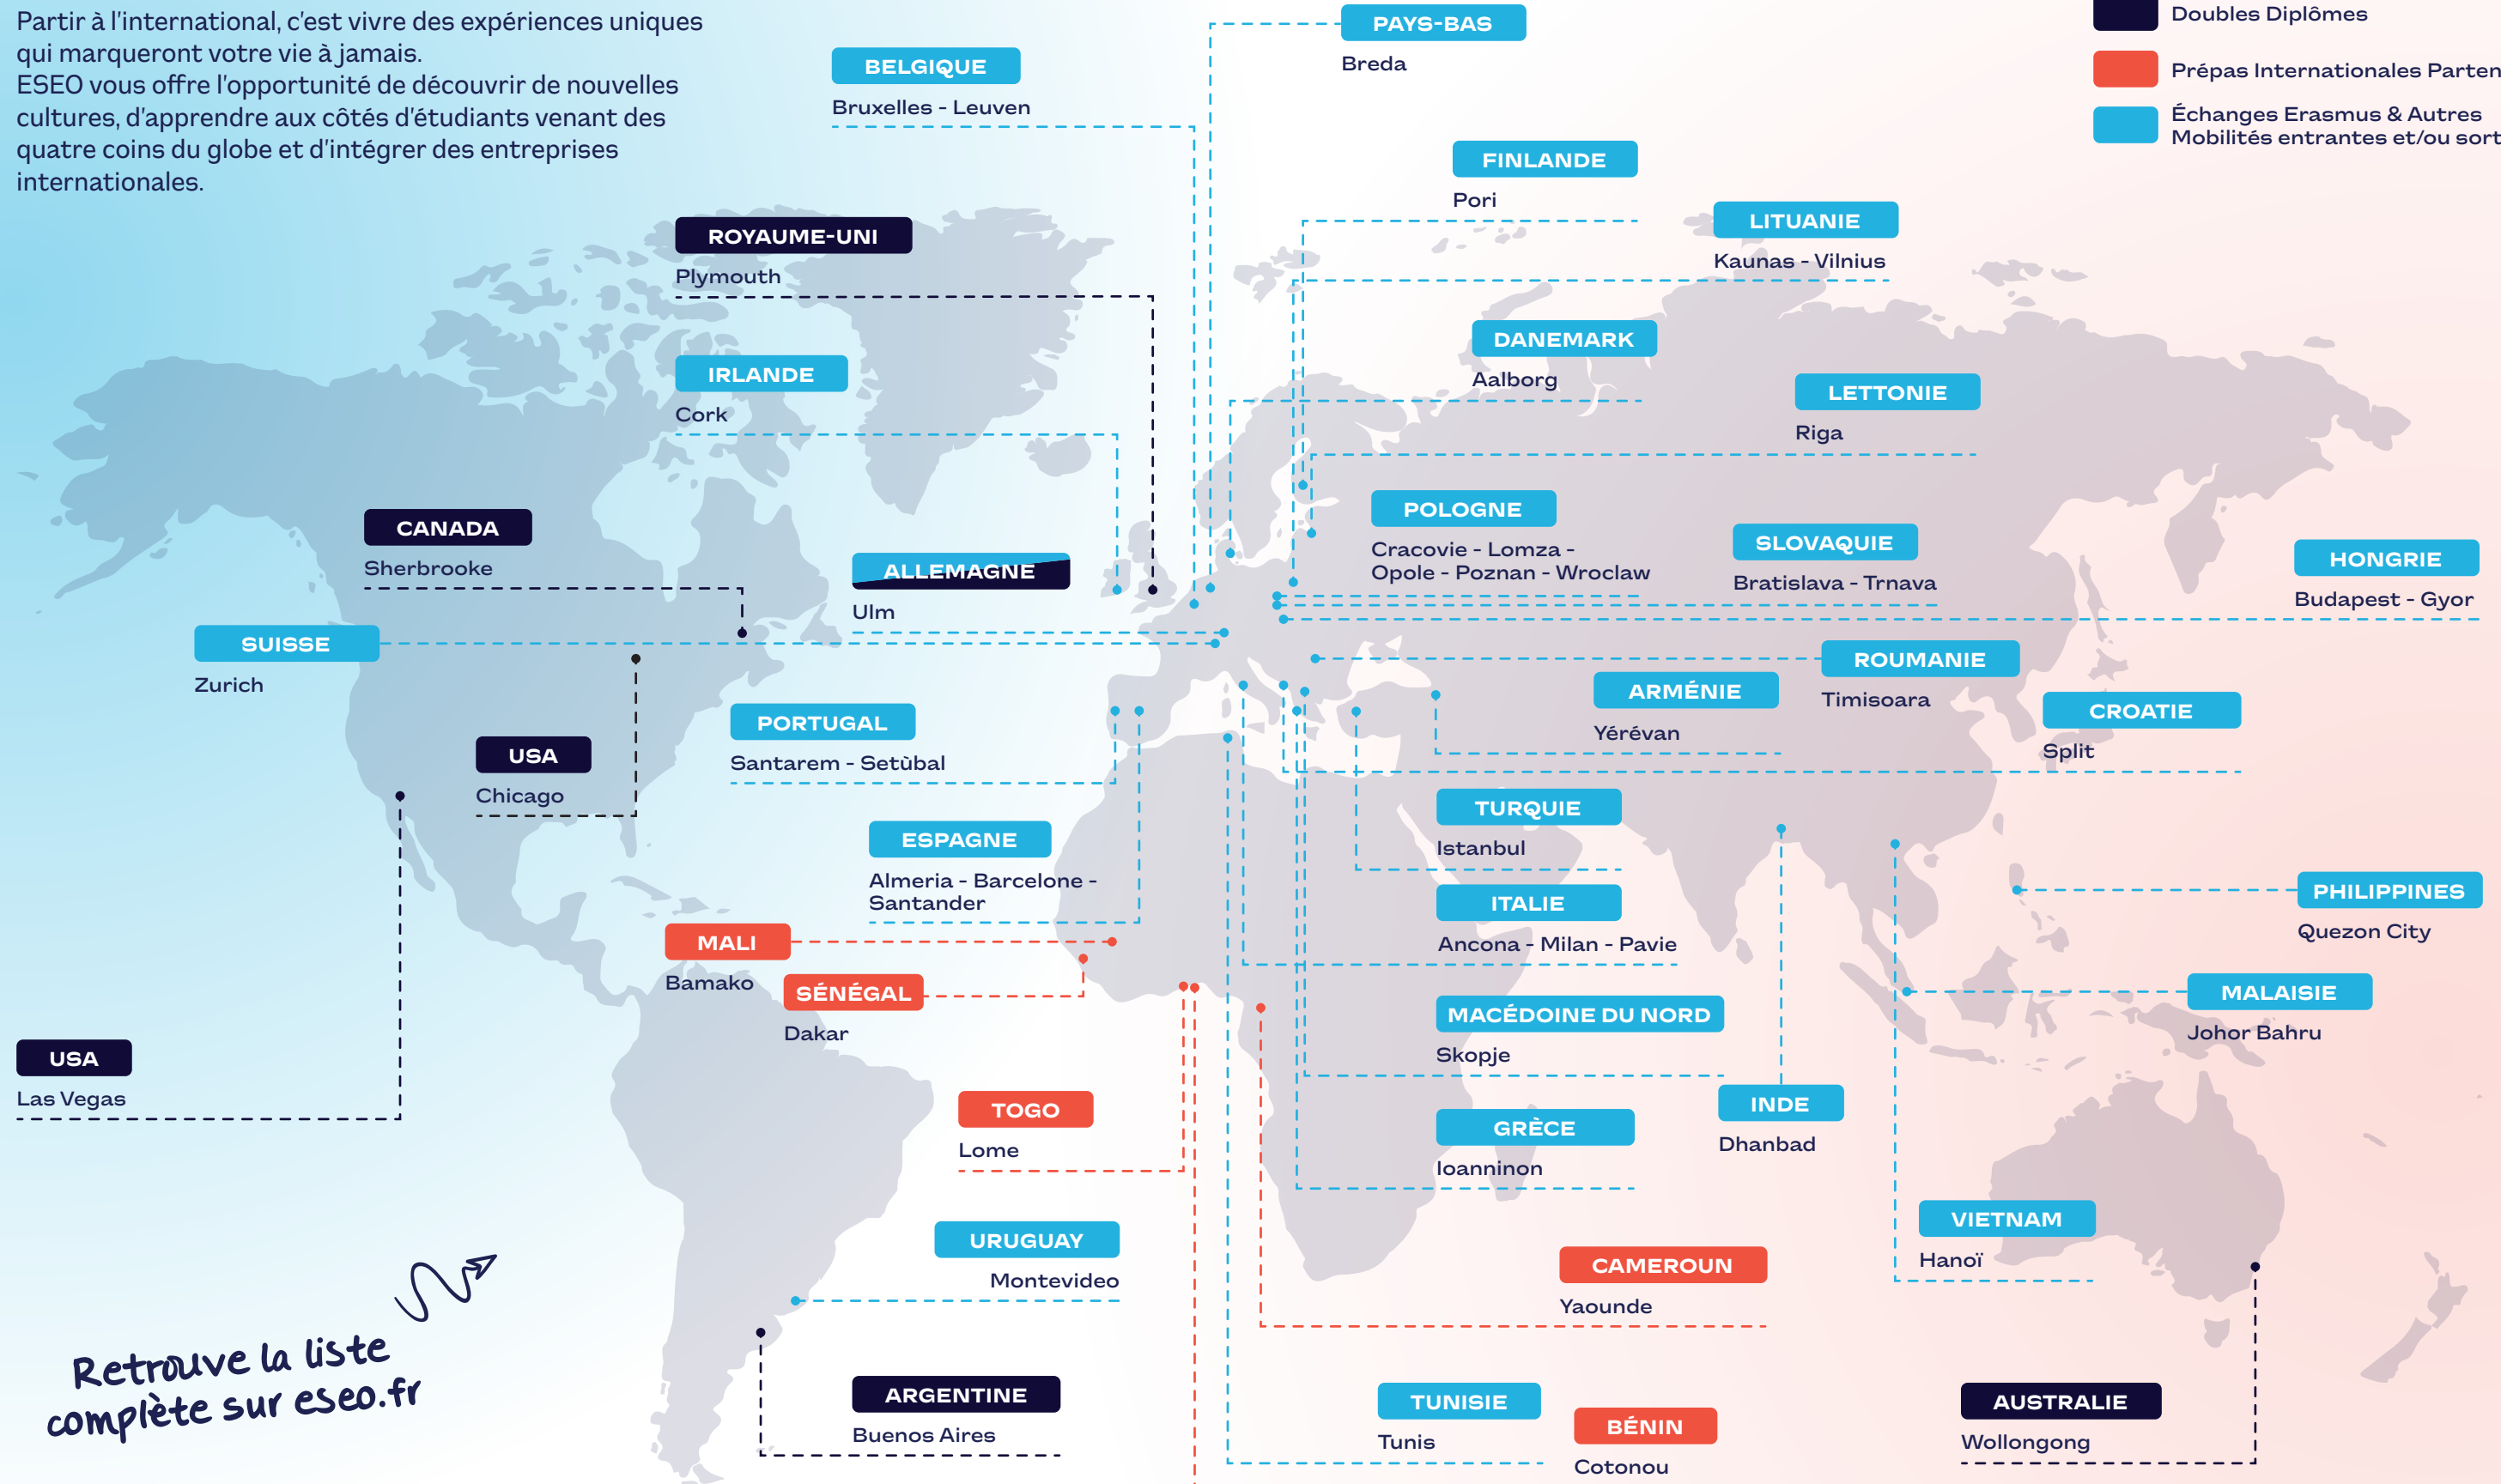 Partir à l'international, c'est vivre des expériences uniques
qui marqueront votre vie à jamais.
ESEO vous offre l'opportunité de découvrir de nouvelles
cultures, d'apprendre aux côtés d'étudiants venant des
quatre coins du globe et d'intégrer des entreprises
internationales.
Doubles Diplômes
Prépas Internationales Parten
Échanges Erasmus & Autres
Mobilités entrantes et/ou sort
PAYS-BAS
Breda
BELGIQUE
Bruxelles - Leuven
FINLANDE
Pori
LITUANIE
Kaunas - Vilnius
ROYAUME-UNI
Plymouth
DANEMARK
Aalborg
IRLANDE
Cork
LETTONIE
Riga
CANADA
Sherbrooke
POLOGNE
Cracovie - Lomza -
Opole - Poznan - Wroclaw
SLOVAQUIE
Bratislava - Trnava
HONGRIE
Budapest - Gyor
ALLEMAGNE
Ulm
SUISSE
Zurich
ROUMANIE
Timisoara
ARMÉNIE
Yérévan
CROATIE
Split
PORTUGAL
Santarem - Setùbal
USA
Chicago
TURQUIE
Istanbul
ESPAGNE
Almeria - Barcelone -
Santander
ITALIE
Ancona - Milan - Pavie
PHILIPPINES
Quezon City
MALI
Bamako
SÉNÉGAL
Dakar
MALAISIE
Johor Bahru
MACÉDOINE DU NORD
Skopje
USA
Las Vegas
TOGO
Lome
INDE
Dhanbad
GRÈCE
Ioanninon
VIETNAM
Hanoï
URUGUAY
Montevideo
CAMEROUN
Yaounde
Retrouve la liste
complète sur eseo.fr
ARGENTINE
Buenos Aires
TUNISIE
Tunis
BÉNIN
Cotonou
AUSTRALIE
Wollongong